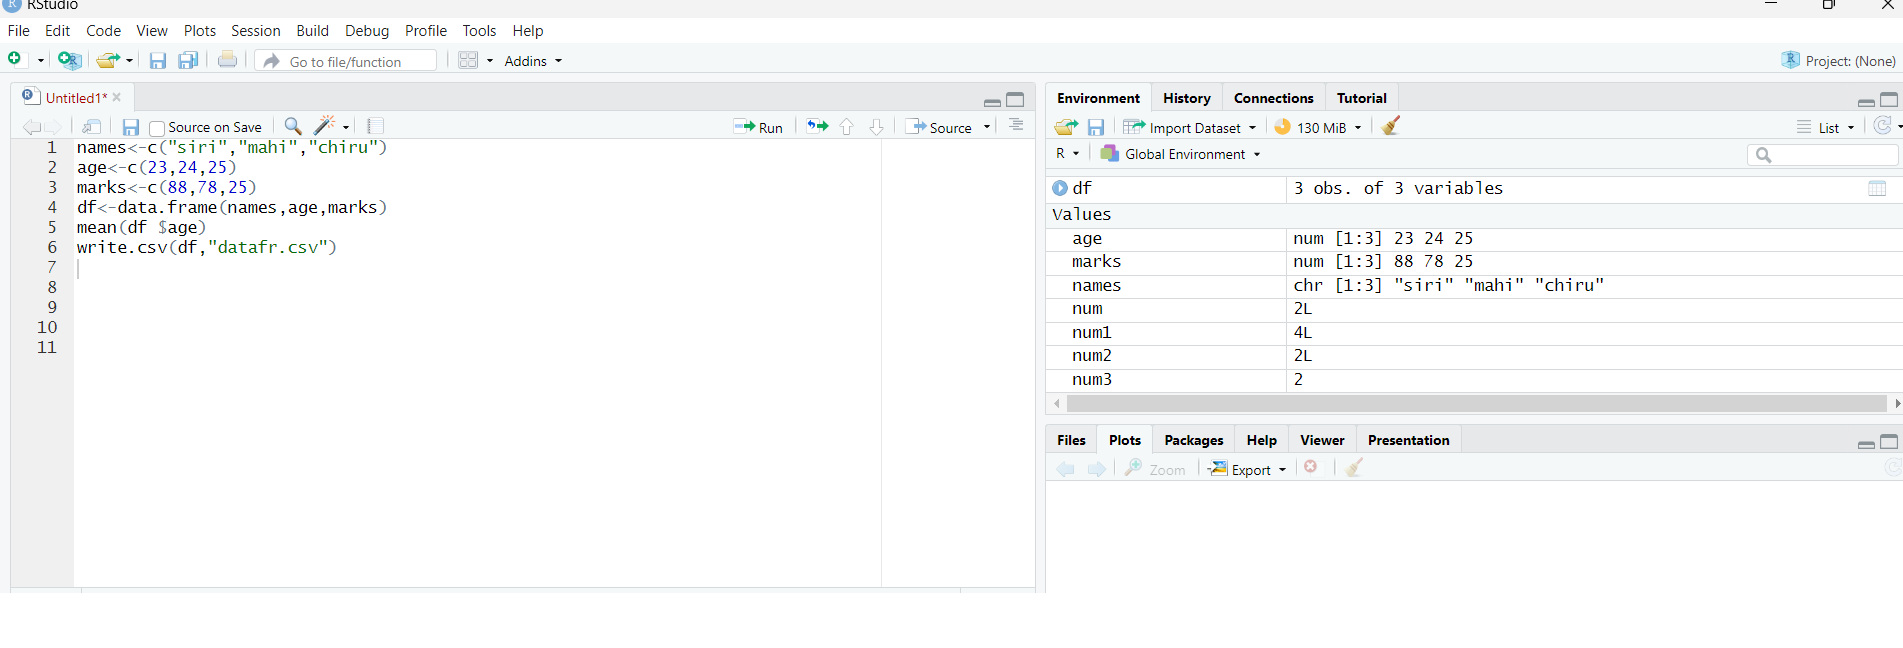 RStudio
File Edit Code View Plots Session Build Debug Profile Tools Help
Go to file/function Addins Project: (None)
Untitled1*
Source on Save Run Source
1 names<-c("siri","mahi","chiru")
2 age<-c(23,24,25)
3 marks<-c(88,78,25)
4 df<-data.frame(names,age,marks)
5 mean(df $age)
6 write.csv(df,"datafr.csv")
7
8
9
10
11
Environment History Connections Tutorial
Import Dataset 130 MiB List
R Global Environment
df 3 obs. of 3 variables
Values
age num [1:3] 23 24 25
marks num [1:3] 88 78 25
names chr [1:3] "siri" "mahi" "chiru"
num 2L
num1 4L
num2 2L
num3 2
Files Plots Packages Help Viewer Presentation
Zoom Export